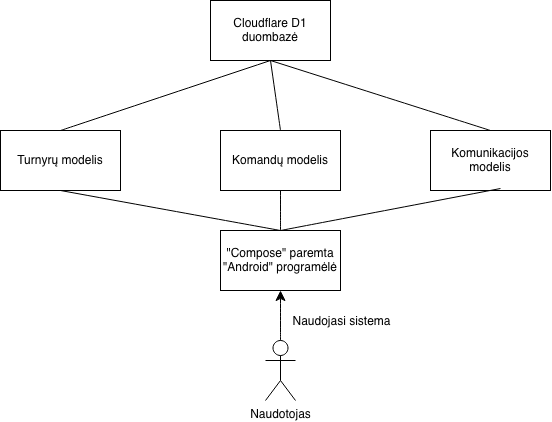 Cloudflare D1
duombazė
Turnyrų modelis
Komandų modelis
Komunikacijos
modelis
"Compose" paremta
"Android" programėlė
Naudojasi sistema
Naudotojas